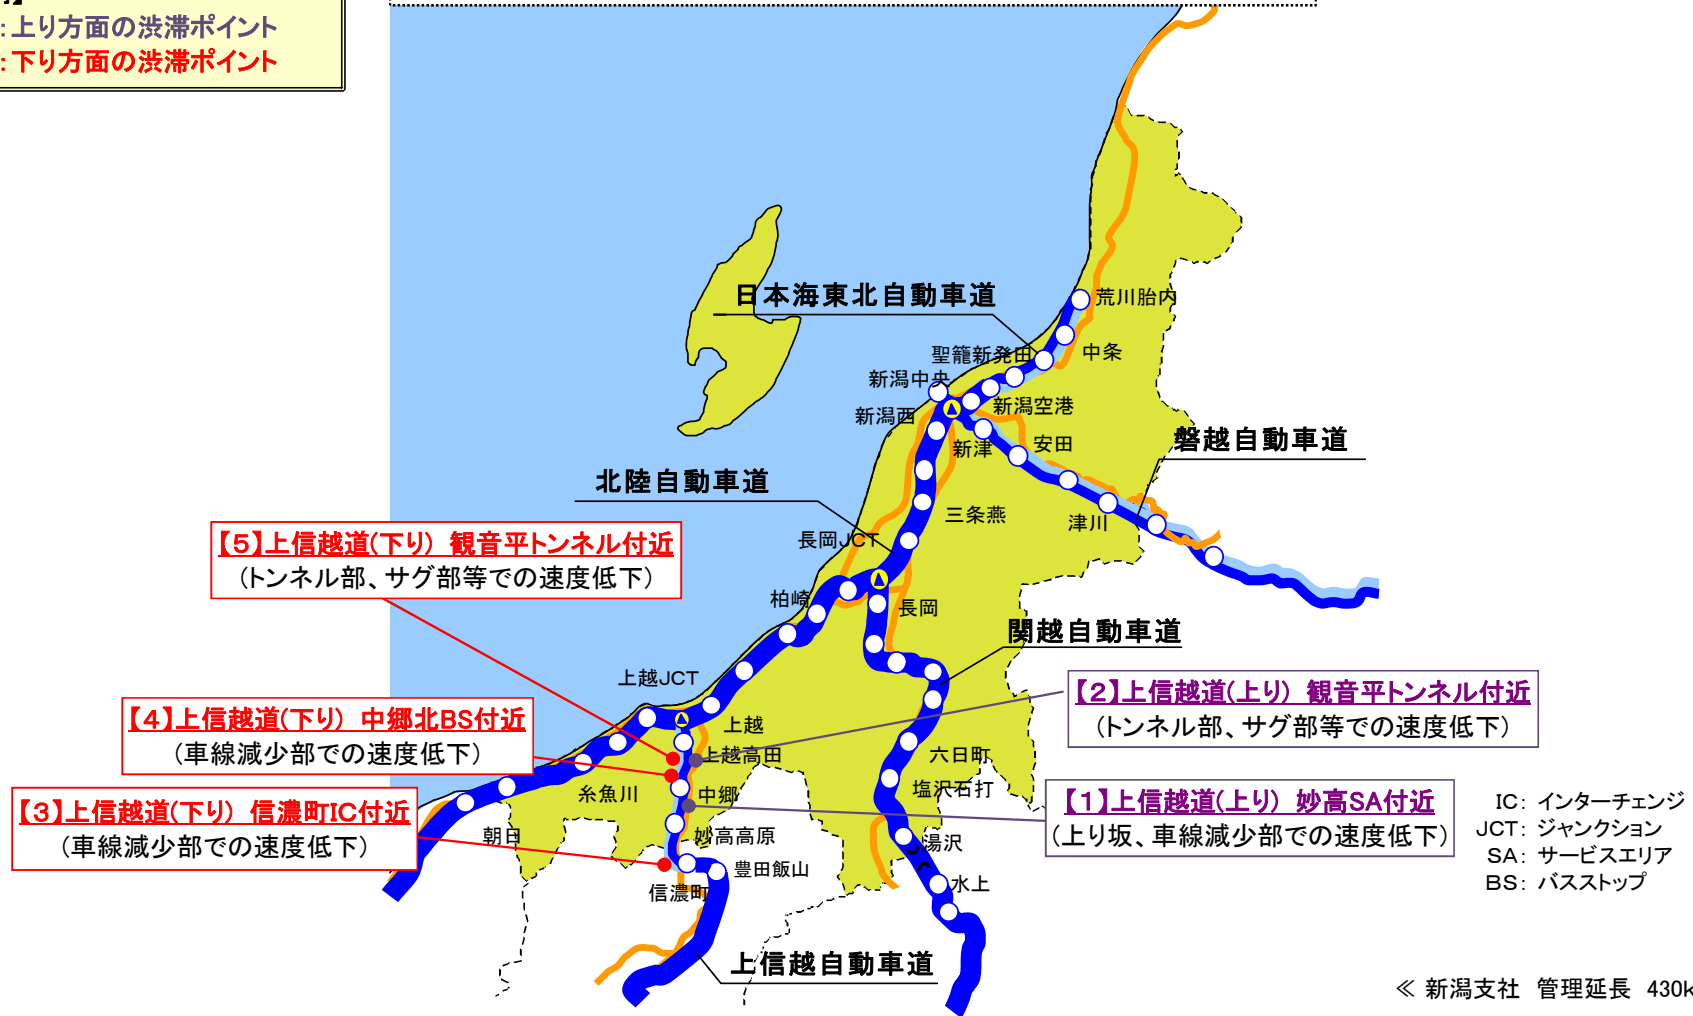 :上り方面の渋滞ポイント
:下り方面の渋滞ポイント
日本海東北自動車道
荒川胎内
中条
聖籠新発田
新潟中央
新潟空港
新潟西
新津
安田
磐越自動車道
北陸自動車道
三条燕
津川
長岡JCT
【5】上信越道(下り) 観音平トンネル付近
(トンネル部、サグ部等での速度低下)
柏崎
長岡
関越自動車道
上越JCT
【2】上信越道(上り) 観音平トンネル付近
(トンネル部、サグ部等での速度低下)
【4】上信越道(下り) 中郷北BS付近
(車線減少部での速度低下)
上越
上越高田
六日町
塩沢石打
糸魚川
中郷
【3】上信越道(下り) 信濃町IC付近
(車線減少部での速度低下)
【1】上信越道(上り) 妙高SA付近
(上り坂、車線減少部での速度低下)
朝日
妙高高原
湯沢
豊田飯山
信濃町
水上
IC: インターチェンジ
JCT: ジャンクション
SA: サービスエリア
BS: バスストップ
上信越自動車道
≪ 新潟支社 管理延長 430k